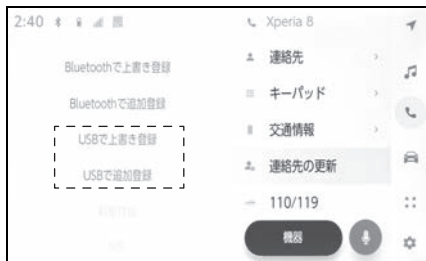 2:40
Bluetoothで上書き登録
Bluetoothで追加登録
USBで上書き登録
USBで追加登録
Xperia 8
連絡先
キーパッド
交通情報
連絡先の更新
110/119
機器